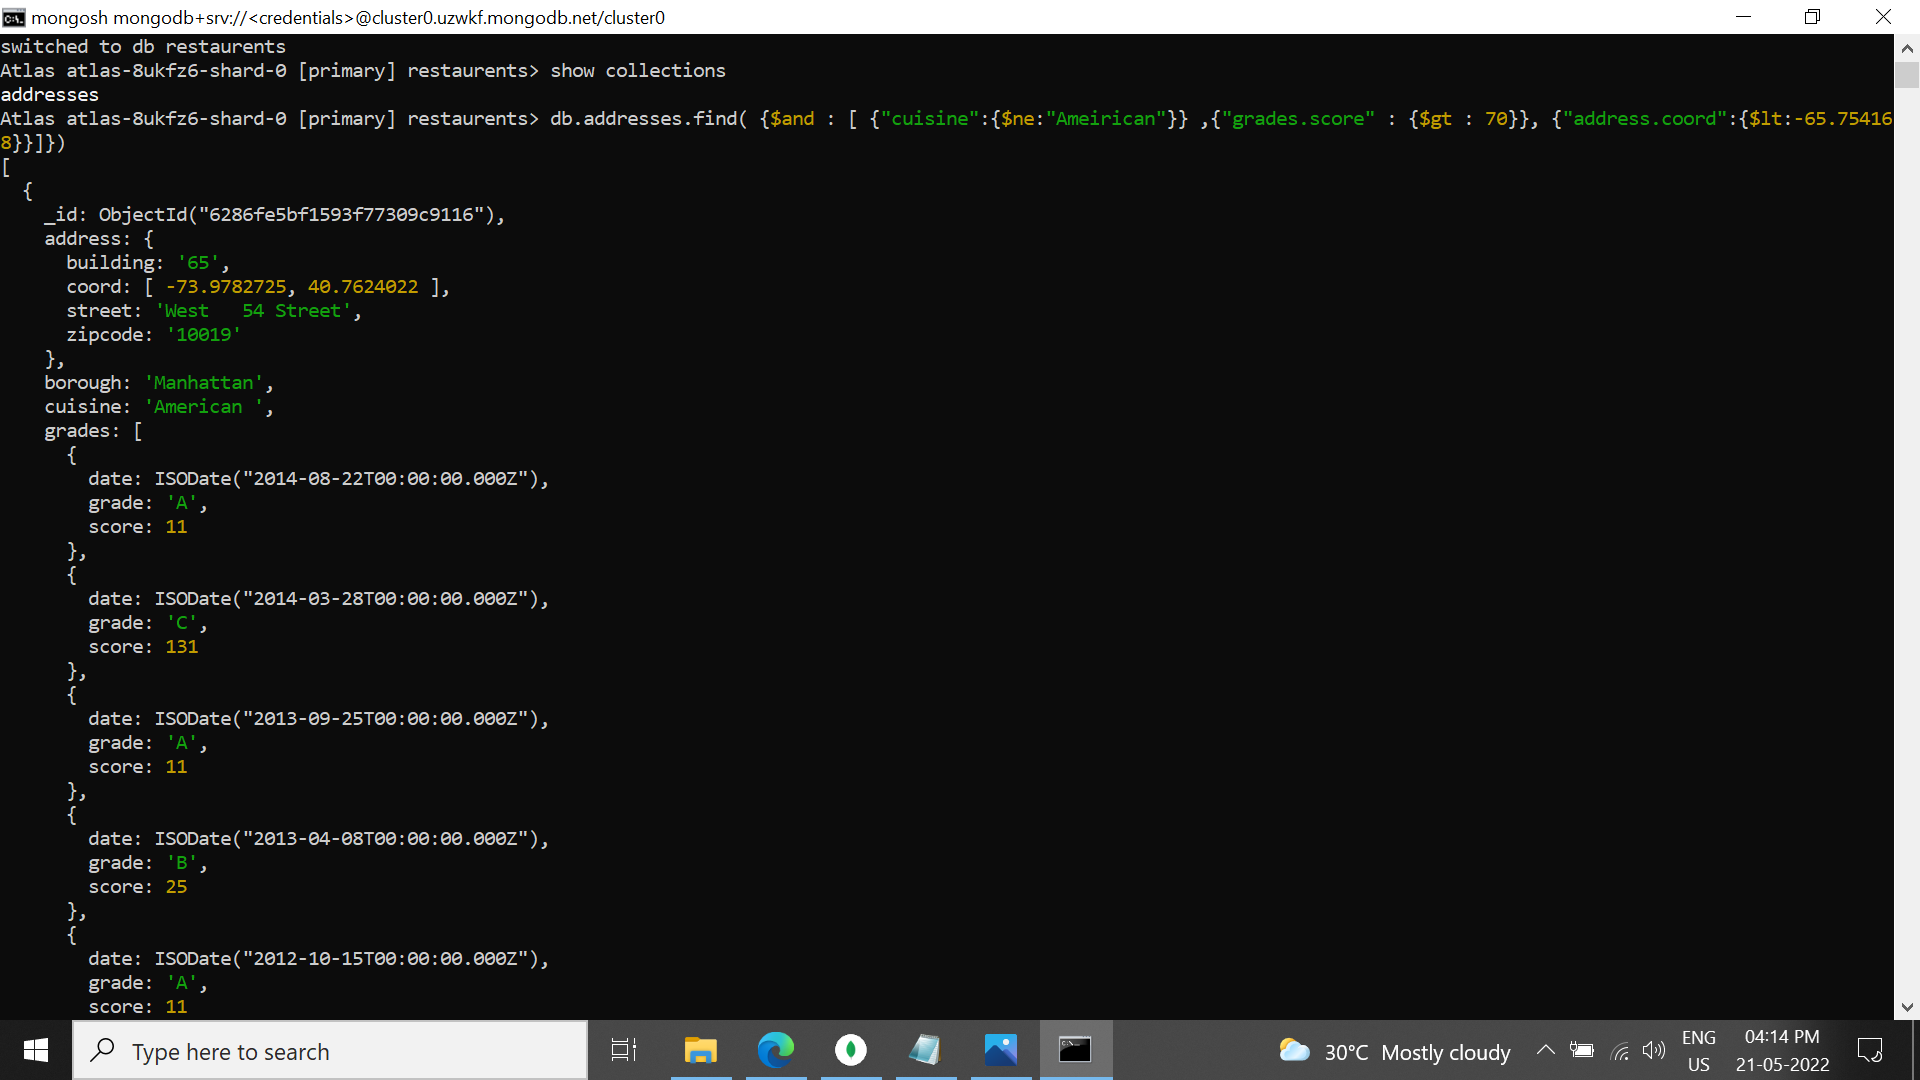 mongosh mongodb+srv://<credentials>@cluster0.uzwkf.mongodb.net/cluster0
switched to db restaurents
Atlas atlas-8ukfz6-shard-0 [primary] restaurents> show collections
addresses
Atlas atlas-8ukfz6-shard-0 [primary] restaurents> db.addresses.find( {$and : [ {"cuisine":{$ne:"Ameirican"}} ,{"grades.score" : {$gt : 70}}, {"address.coord":{$lt:-65.75416
8}}]})
[
  {
    _id: ObjectId("6286fe5bf1593f77309c9116"),
    address: {
      building: '65',
      coord: [ -73.9782725, 40.7624022 ],
      street: 'West   54 Street',
      zipcode: '10019'
    },
    borough: 'Manhattan',
    cuisine: 'American ',
    grades: [
      {
        date: ISODate("2014-08-22T00:00:00.000Z"),
        grade: 'A',
        score: 11
      },
      {
        date: ISODate("2014-03-28T00:00:00.000Z"),
        grade: 'C',
        score: 131
      },
      {
        date: ISODate("2013-09-25T00:00:00.000Z"),
        grade: 'A',
        score: 11
      },
      {
        date: ISODate("2013-04-08T00:00:00.000Z"),
        grade: 'B',
        score: 25
      },
      {
        date: ISODate("2012-10-15T00:00:00.000Z"),
        grade: 'A',
        score: 11
Type here to search
30°C Mostly cloudy
ENG
US
04:14 PM
21-05-2022